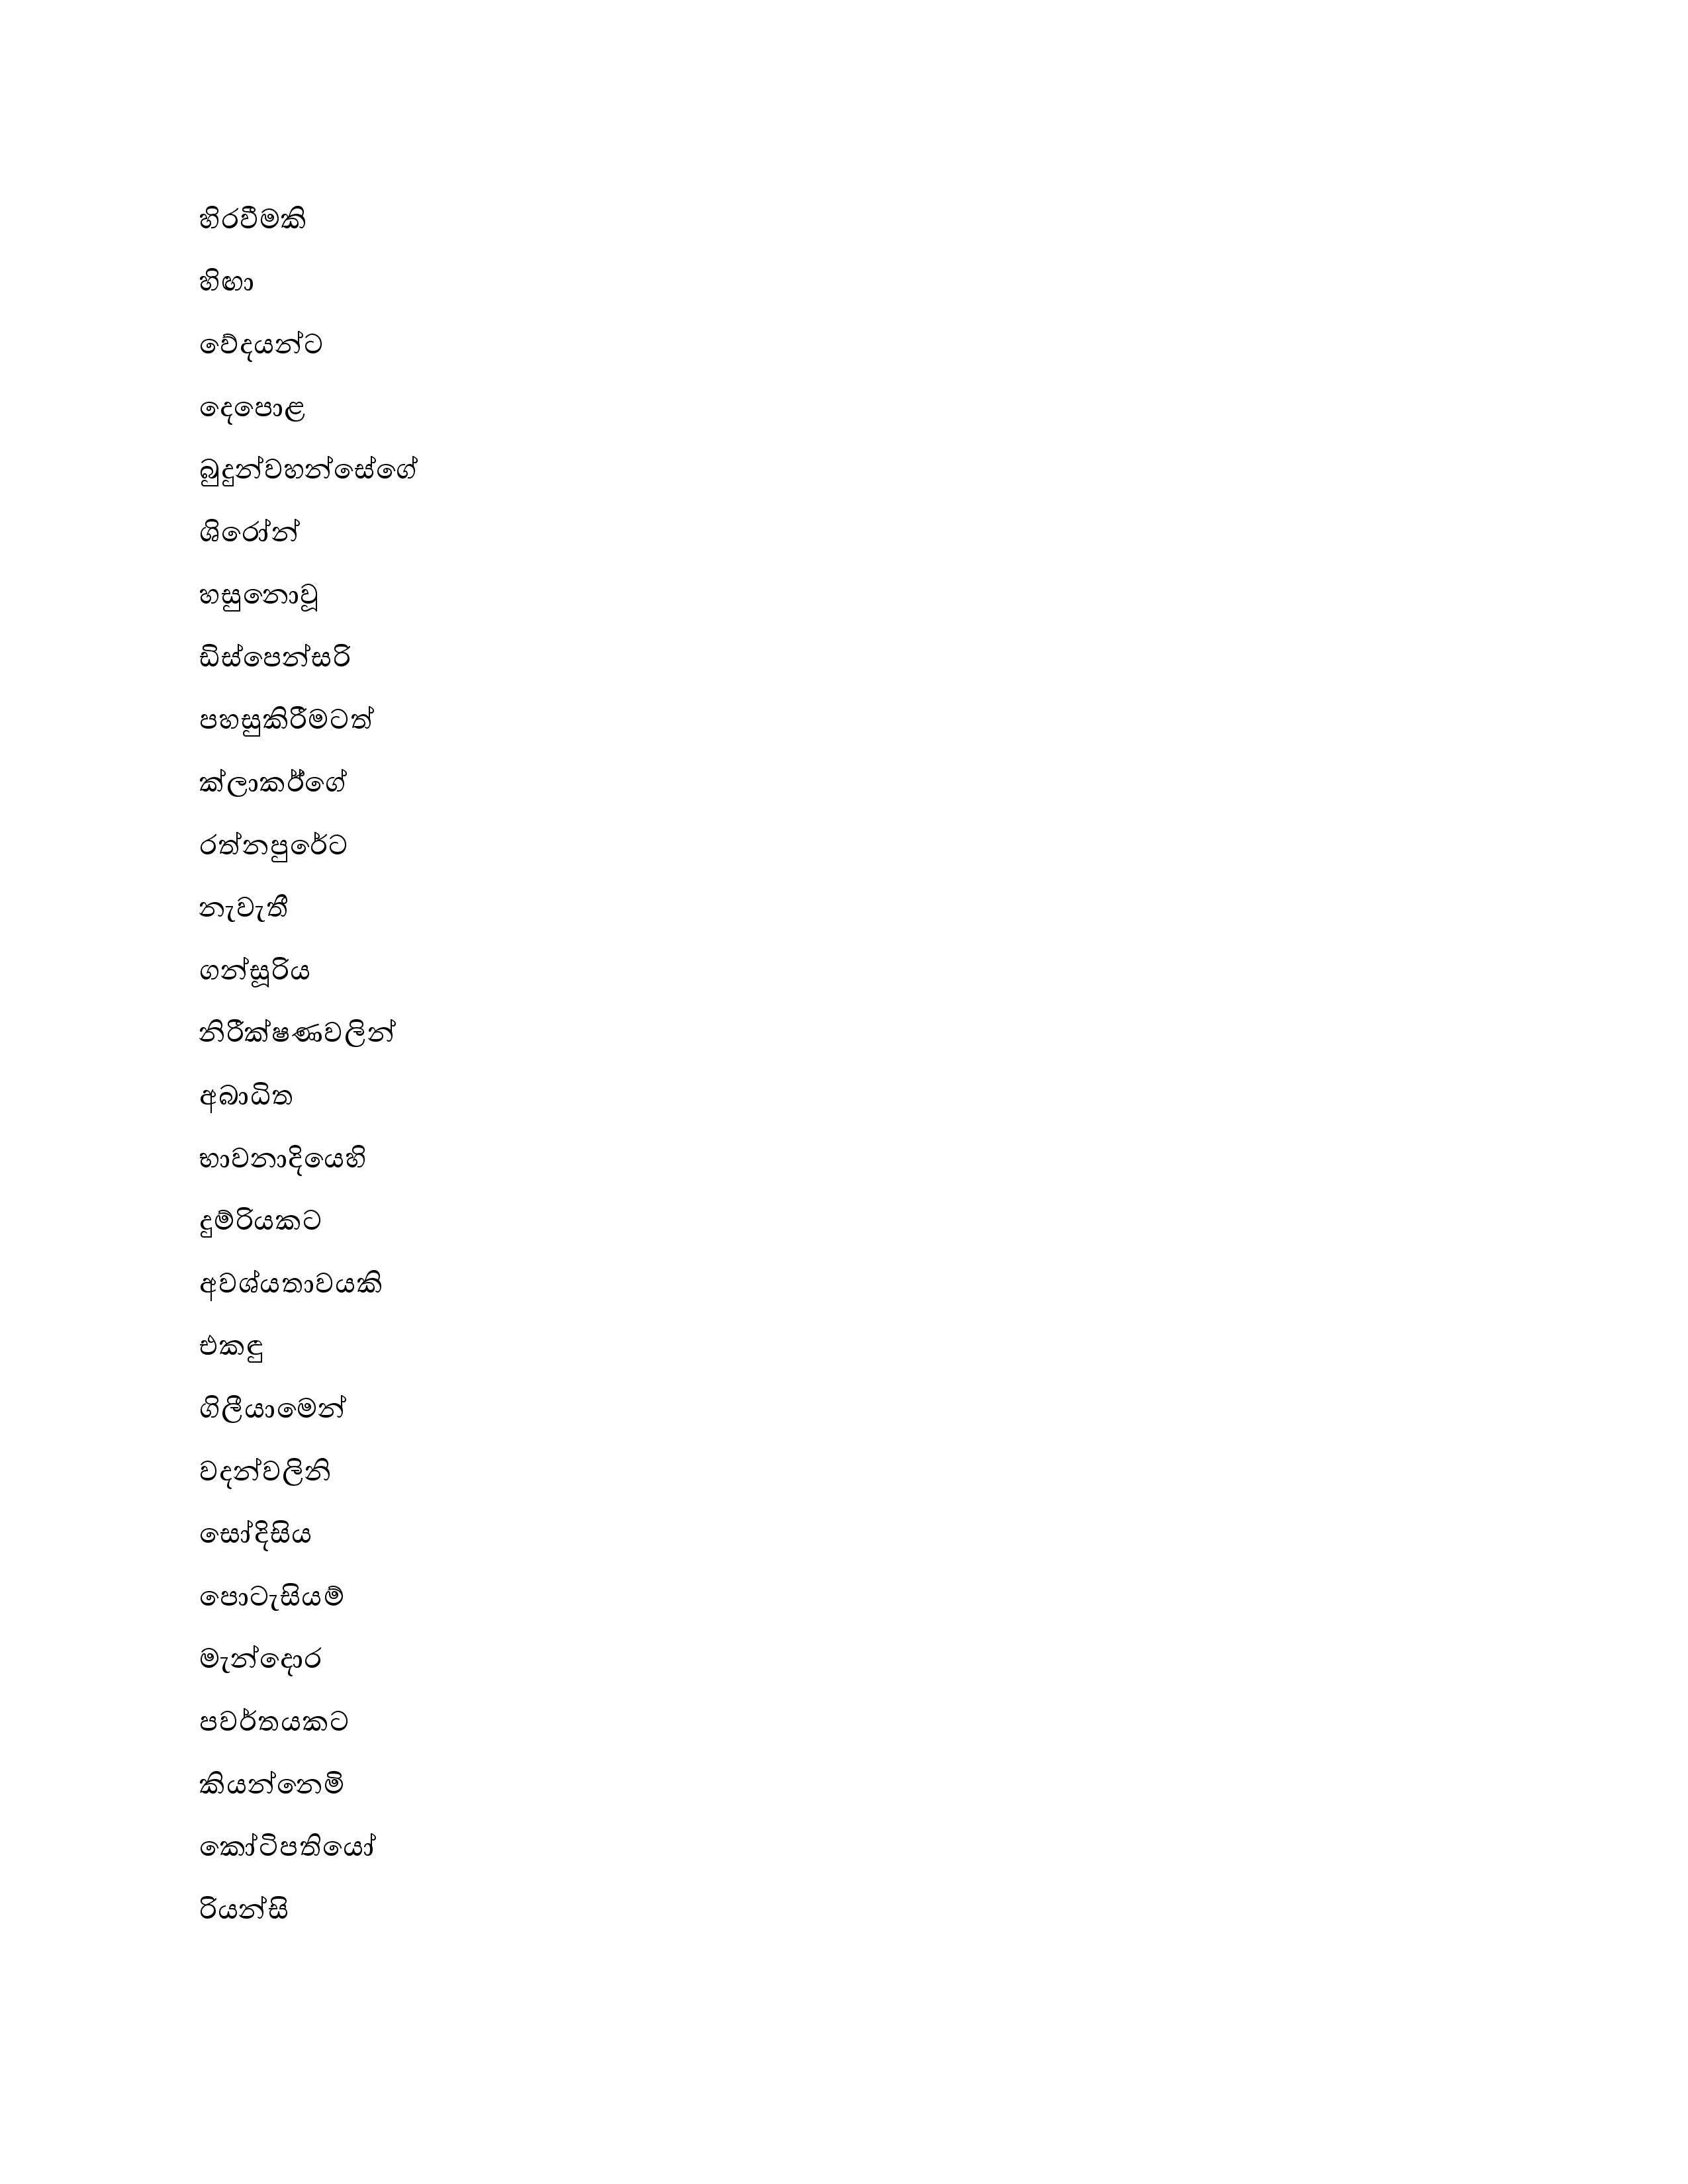 හිරවීමකි
හිඟා
වේදයන්ට
දෙපොළ
බුදුන්වහන්සේගේ
ශිරෝන්
හසුනොවූ
ඩිස්පෙන්සරි
පහසුකිරීමටත්
ක්ලාකර්ගේ
රත්නපුරේට
නැවැතී
ගන්සූරිය
නිරීක්ෂණවලින්
අබාධිත
භාවනාදියෙහි
දුම්රියකට
අවශ්යතාවයකි
එකඳු
ගිලීයාමෙන්
වදන්වලිනි
සෝදිසිය
පොටැසියම්
මැන්දොර
පවර්තයකට
කියන්නෙමි
කෝටිපතියෝ
රියන්සි